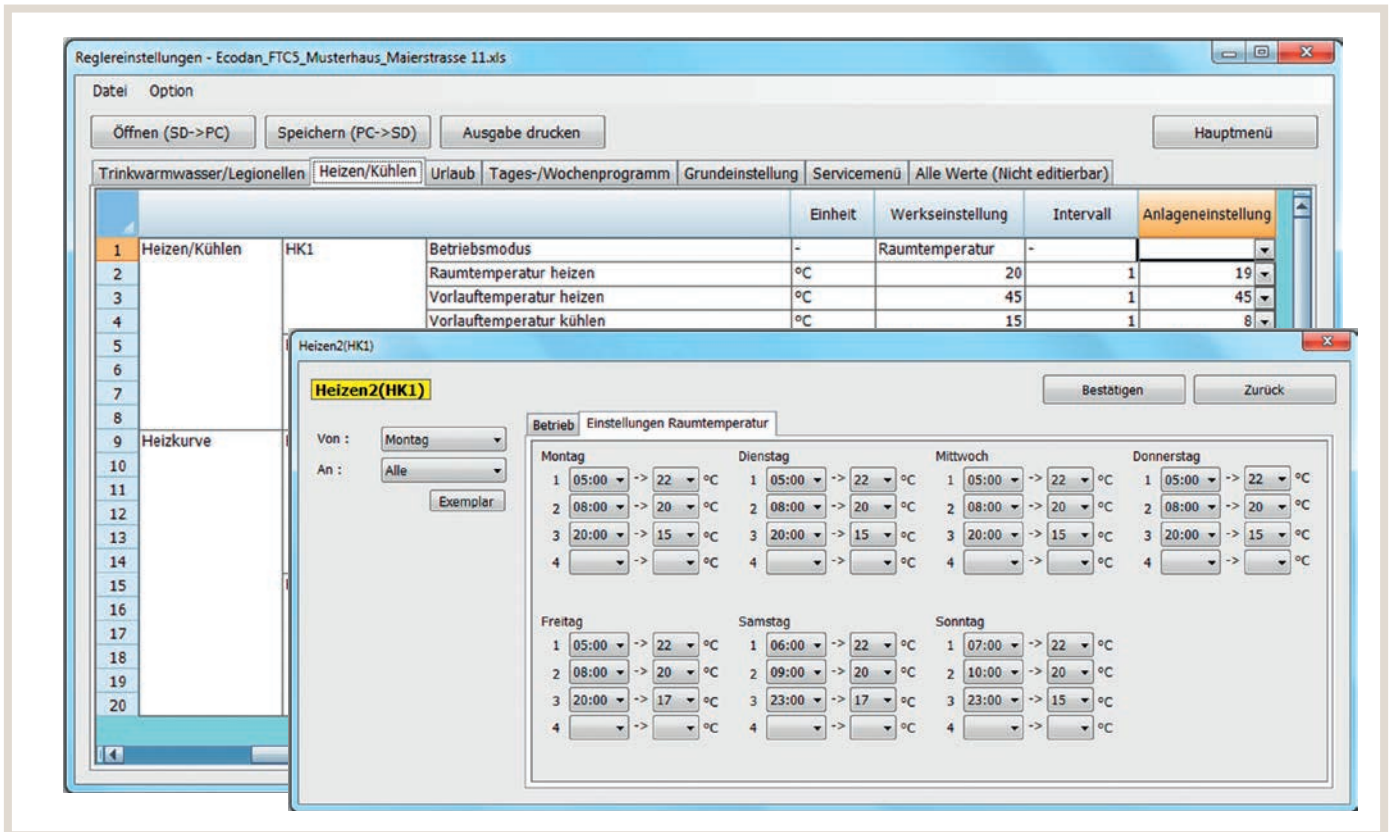 Reglereinstellungen - Ecodan_FTC5_Musterhaus_Maierstrasse 11.xls
Datei Option
Öffnen (SD->PC) Speichern (PC->SD) Ausgabe drucken Hauptmenü
Trinkwarmwasser/Legionellen Heizen/Kühlen Urlaub Tages-/Wochenprogramm Grundeinstellung Servicemenü Alle Werte (Nicht editierbar)
Einheit Werkseinstellung Intervall Anlageneinstellung
1 Heizen/Kühlen HK1 Betriebsmodus - Raumtemperatur -
2 Raumtemperatur heizen °C 20 1 19
3 Vorlauftemperatur heizen °C 45 1 45
4 Vorlauftemperatur kühlen °C 15 1 8
5
6
7
8
9 Heizkurve
10
11
12
13
14
15
16
17
18
19
20
Heizen2(HK1)
Heizen2(HK1) Bestätigen Zurück
Betrieb Einstellungen Raumtemperatur
Von : Montag
An : Alle
Exemplar
Montag Dienstag Mittwoch Donnerstag
1 05:00 -> 22 °C 1 05:00 -> 22 °C 1 05:00 -> 22 °C 1 05:00 -> 22 °C
2 08:00 -> 20 °C 2 08:00 -> 20 °C 2 08:00 -> 20 °C 2 08:00 -> 20 °C
3 20:00 -> 15 °C 3 20:00 -> 15 °C 3 20:00 -> 15 °C 3 20:00 -> 15 °C
4 -> °C 4 -> °C 4 -> °C 4 -> °C
Freitag Samstag Sonntag
1 05:00 -> 22 °C 1 06:00 -> 22 °C 1 07:00 -> 22 °C
2 08:00 -> 20 °C 2 09:00 -> 20 °C 2 10:00 -> 20 °C
3 20:00 -> 17 °C 3 23:00 -> 17 °C 3 23:00 -> 15 °C
4 -> °C 4 -> °C 4 -> °C